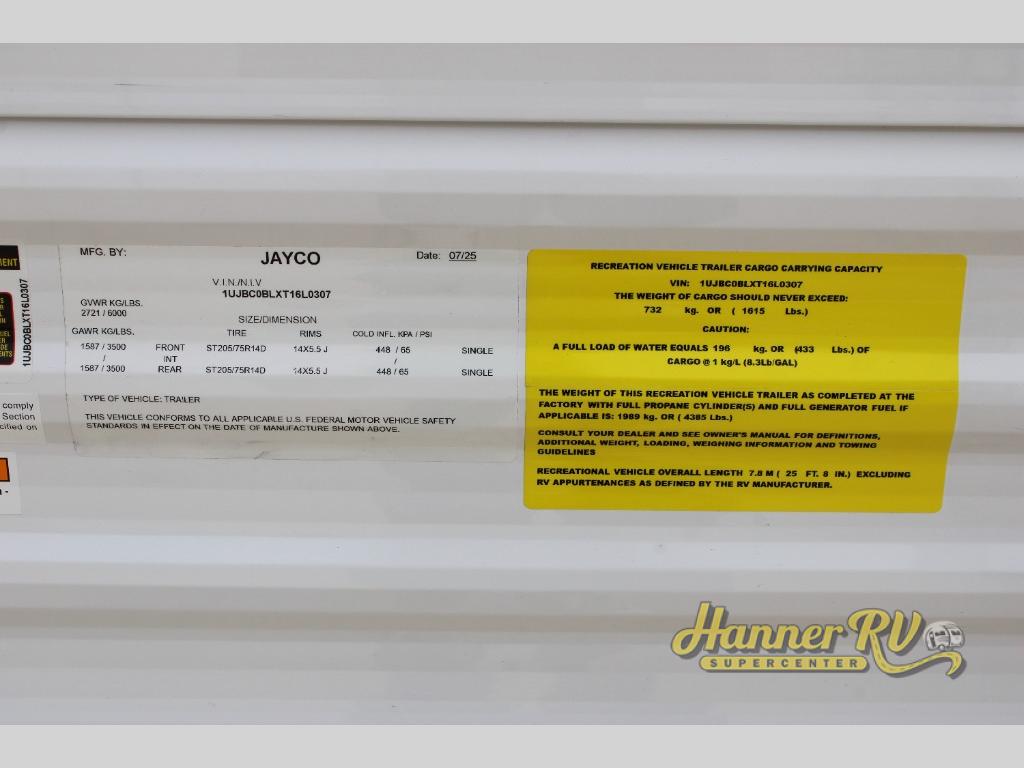 MENT
1UJBC0BLXT16L0307
comply
Section
cified on
MFG. BY: JAYCO Date: 07/25
V.I.N./N.I.V
1UJBC0BLXT16L0307
GVWR KG/LBS.
2721 / 6000
SIZE/DIMENSION
GAWR KG/LBS. TIRE RIMS COLD INFL. KPA / PSI
1587 / 3500 FRONT ST205/75R14D 14X5.5 J 448 / 65 SINGLE
/ INT
1587 / 3500 REAR ST205/75R14D 14X5.5 J 448 / 65 SINGLE
TYPE OF VEHICLE: TRAILER
THIS VEHICLE CONFORMS TO ALL APPLICABLE U.S. FEDERAL MOTOR VEHICLE SAFETY
STANDARDS IN EFFECT ON THE DATE OF MANUFACTURE SHOWN ABOVE.
RECREATION VEHICLE TRAILER CARGO CARRYING CAPACITY
VIN: 1UJBC0BLXT16L0307
THE WEIGHT OF CARGO SHOULD NEVER EXCEED:
732 kg. OR ( 1615 Lbs.)
CAUTION:
A FULL LOAD OF WATER EQUALS 196 kg. OR (433 Lbs.) OF
CARGO @ 1 kg/L (8.3Lb/GAL)
THE WEIGHT OF THIS RECREATION VEHICLE TRAILER AS COMPLETED AT THE
FACTORY WITH FULL PROPANE CYLINDER(S) AND FULL GENERATOR FUEL IF
APPLICABLE IS: 1989 kg. OR ( 4385 Lbs.)
CONSULT YOUR DEALER AND SEE OWNER'S MANUAL FOR DEFINITIONS,
ADDITIONAL WEIGHT, LOADING, WEIGHING INFORMATION AND TOWING
GUIDELINES
RECREATIONAL VEHICLE OVERALL LENGTH 7.8 M ( 25 FT. 8 IN.) EXCLUDING
RV APPURTENANCES AS DEFINED BY THE RV MANUFACTURER.
Hanner RV
SUPERCENTER